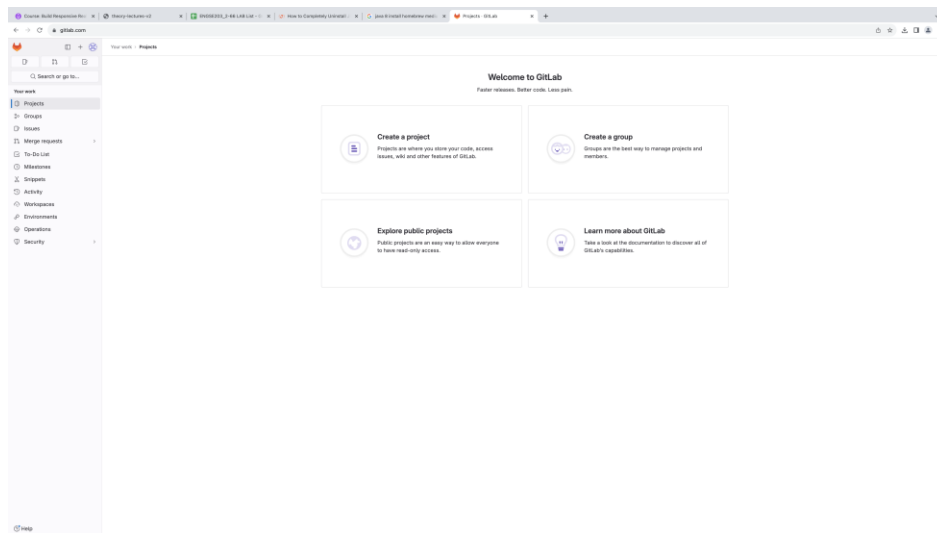 Course: Build Responsive Re
theory lectures-v2
How to Completely Uninstall
Projects · GitLab
gitlab.com
Your work
Projects
Search or go to...
Your work
Projects
Groups
Issues
Merge requests
To-Do List
Milestones
Snippets
Activity
Workspaces
Environments
Operations
Security
Welcome to GitLab
Faster releases. Better code. Less pain.
Create a project
Projects are where you store your code, access
issues, wiki and other features of GitLab.
Create a group
Groups are the best way to manage projects and
members.
Explore public projects
Public projects are an easy way to allow everyone
to have read-only access.
Learn more about GitLab
Take a look at the documentation to discover all of
GitLab's capabilities.
Help